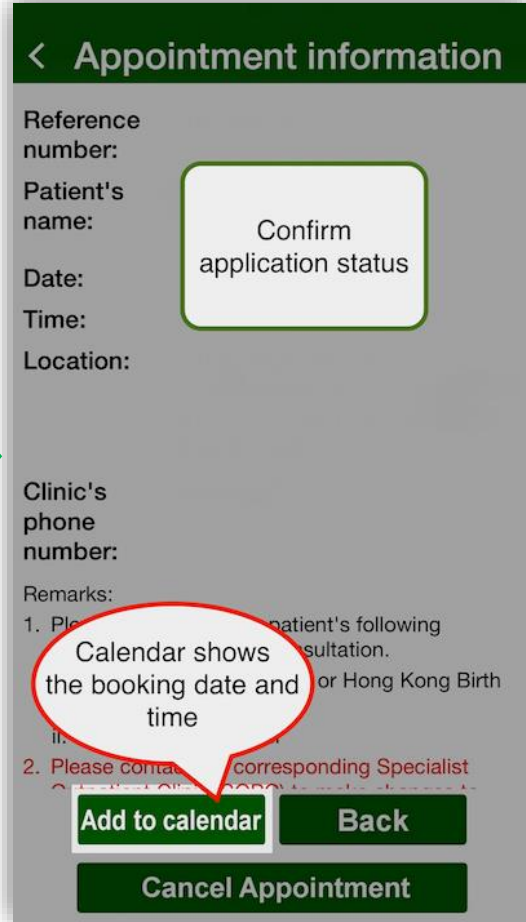 < Appointment information
Reference
number:
Patient's
name:
Confirm
application status
Date:
Time:
Location:
Clinic's
phone
number:
Remarks:
1. patient's following
Calendar shows
the booking date and
time
or Hong Kong Birth
2. Please corresponding Specialist
Add to calendar
Back
Cancel Appointment